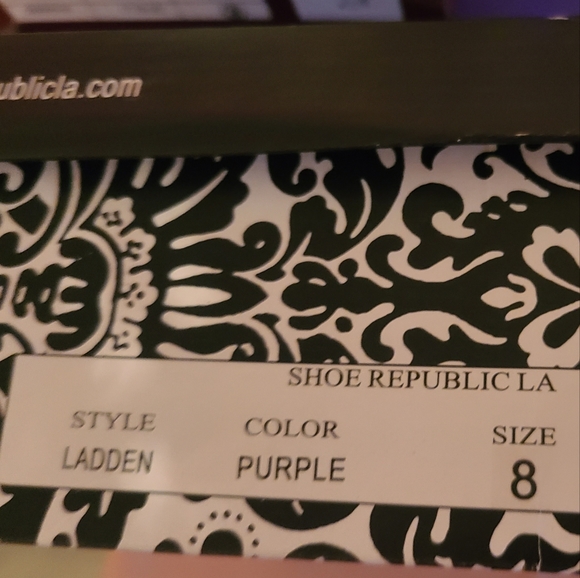 ublicla.com
SHOE REPUBLIC LA
STYLE COLOR SIZE
LADDEN PURPLE 8